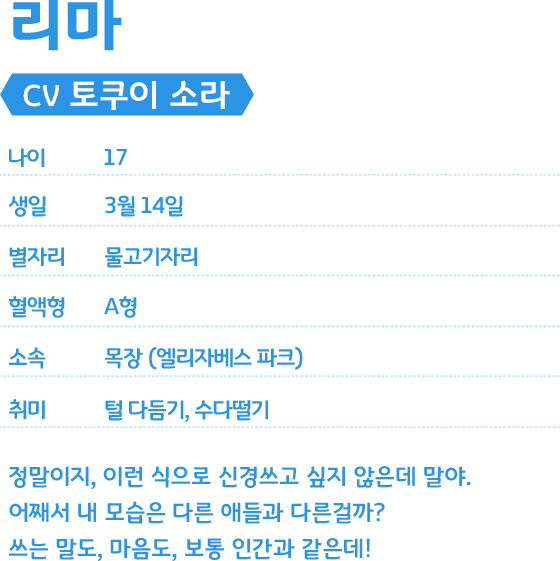 리마
CV 토쿠이 소라
나이 17
생일 3월 14일
별자리 물고기자리
혈액형 A형
소속 목장 (엘리자베스 파크)
취미 털 다듬기, 수다떨기
정말이지, 이런 식으로 신경쓰고 싶지 않은데 말야.
어째서 내 모습은 다른 애들과 다른걸까?
쓰는 말도, 마음도, 보통 인간과 같은데!